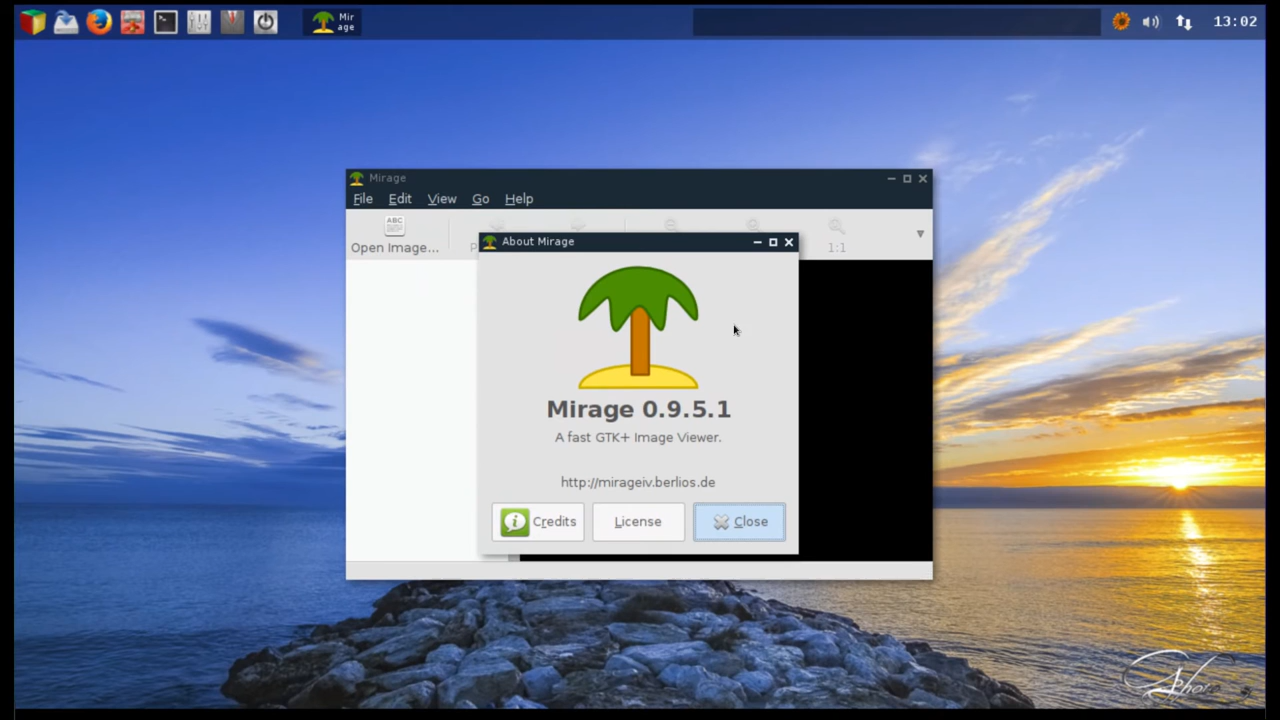 Mir
age
13:02
Mirage
File Edit View Go Help
Open Image...
1:1
About Mirage
Mirage 0.9.5.1
A fast GTK+ Image Viewer.
http://mirageiv.berlios.de
Credits License Close